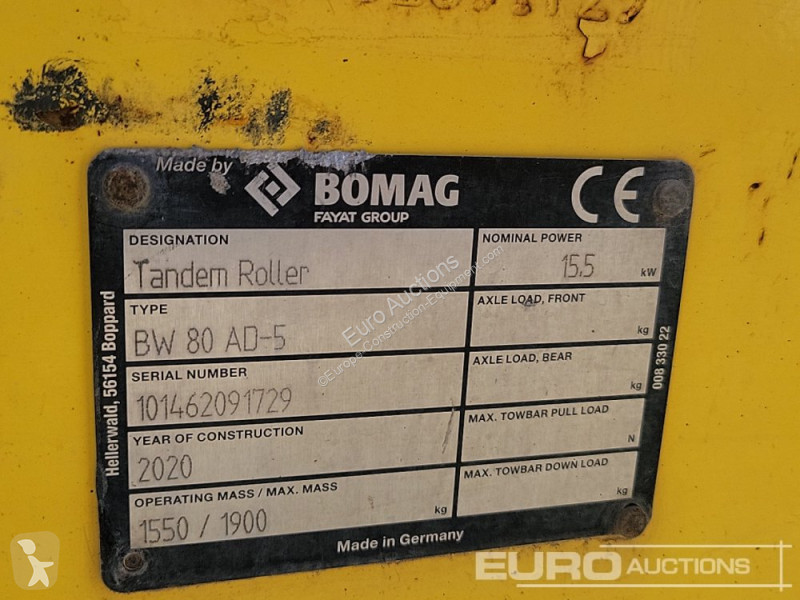 Made by BOMAG
FAYAT GROUP
CE
DESIGNATION
Tandem Roller
TYPE
BW 80 AD-5
SERIAL NUMBER
101462091729
YEAR OF CONSTRUCTION
2020
OPERATING MASS / MAX. MASS
1550 / 1900 kg
NOMINAL POWER
15.5 kW
AXLE LOAD, FRONT
kg
AXLE LOAD, BEAR
kg
MAX. TOWBAR PULL LOAD
N
MAX. TOWBAR DOWN LOAD
kg
Made in Germany
Hellerwald, 56154 Boppard
008 330 22
Euro Auctions
©Europe-Construction-Equipment.com
EURO AUCTIONS